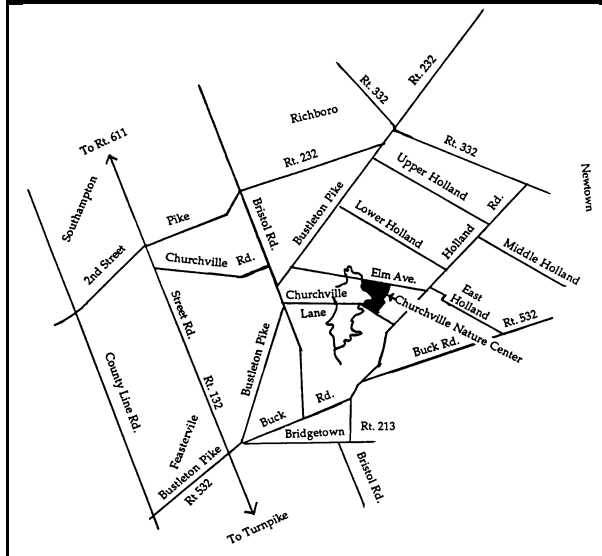 Rt. 232
Rt. 332
Richboro
To Rt. 611
Rt. 232
Rt. 332
Upper Holland
Newtown
Southampton
Pike
Bristol Rd.
Bustleton Pike
Lower Holland
Holland Rd.
Middle Holland
2nd Street
Churchville Rd.
Elm Ave.
East Holland
Churchville Lane
Churchville Nature Center
Rt. 532
Street Rd.
Rt. 132
Bustleton Pike
Buck Rd.
County Line Rd.
Feasterville
Buck Rd.
Bridgetown
Rt. 213
Bustleton Pike
Rt 532
Bristol Rd.
To Turnpike